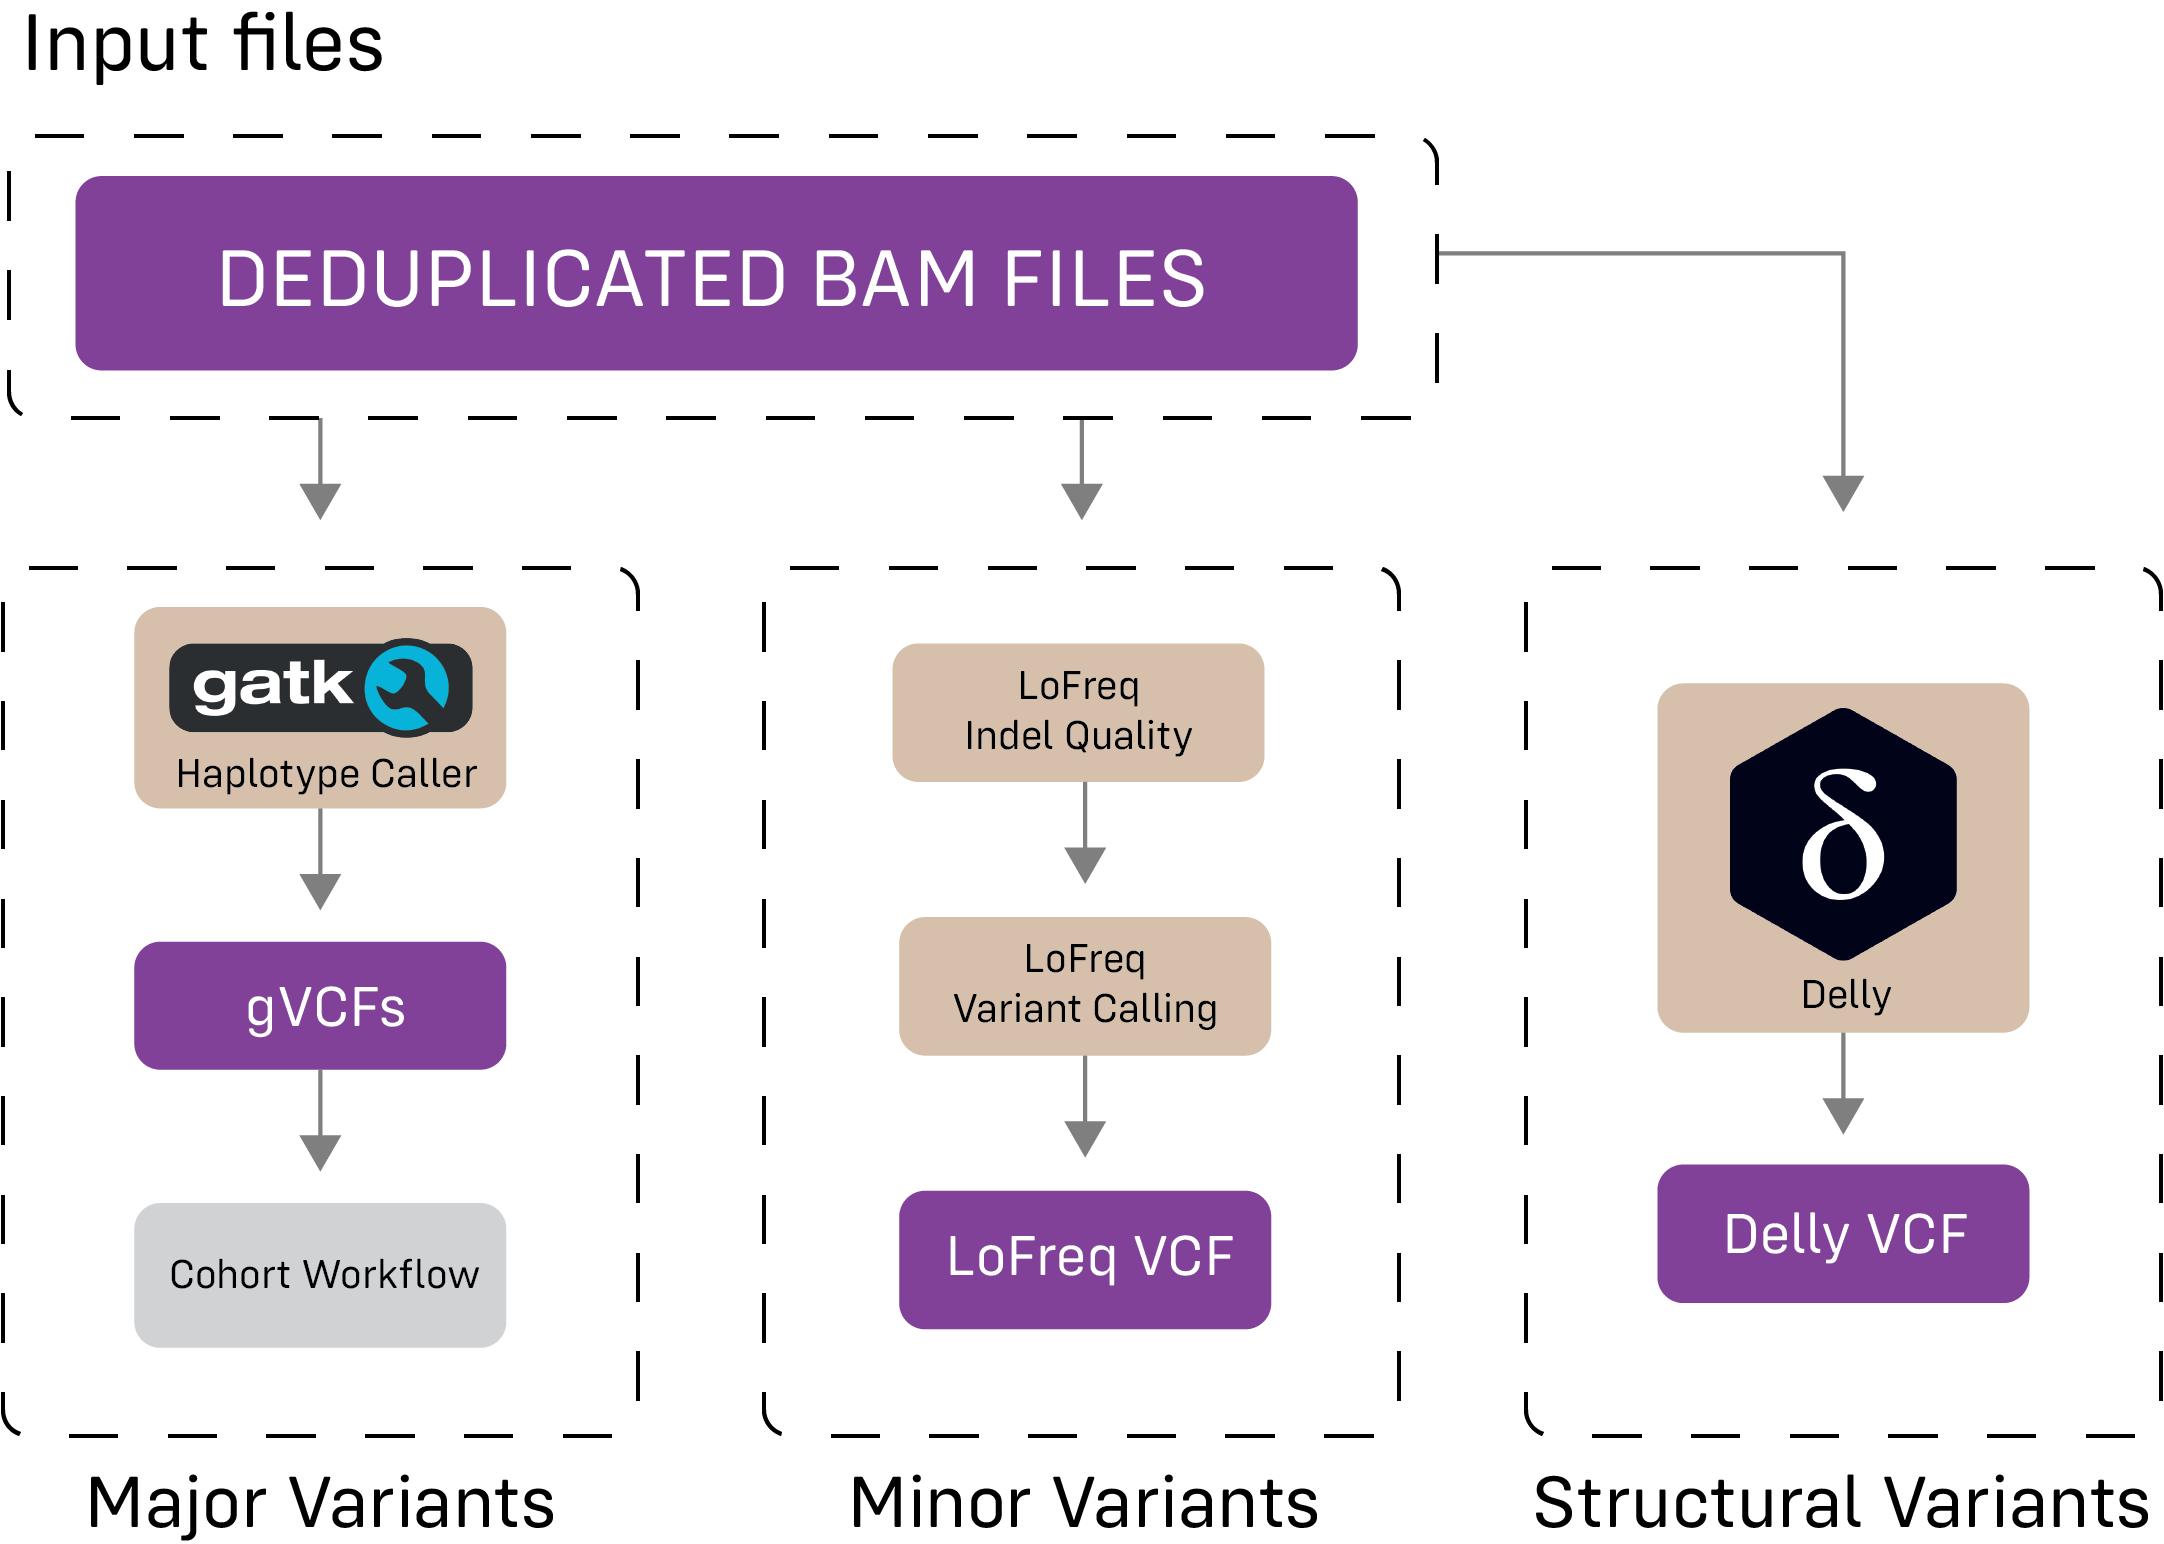 Input files
DEDUPLICATED BAM FILES
gatk
Haplotype Caller
gVCFs
Cohort Workflow
Major Variants
LoFreq
Indel Quality
LoFreq
Variant Calling
LoFreq VCF
Minor Variants
δ
Delly
Delly VCF
Structural Variants